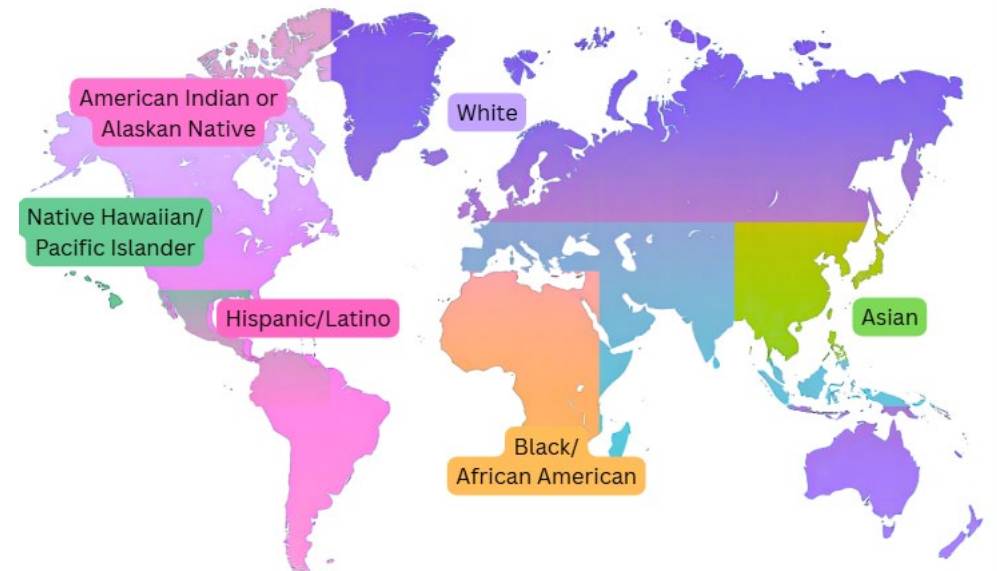 American Indian or
Alaskan Native
White
Native Hawaiian/
Pacific Islander
Hispanic/Latino
Asian
Black/
African American